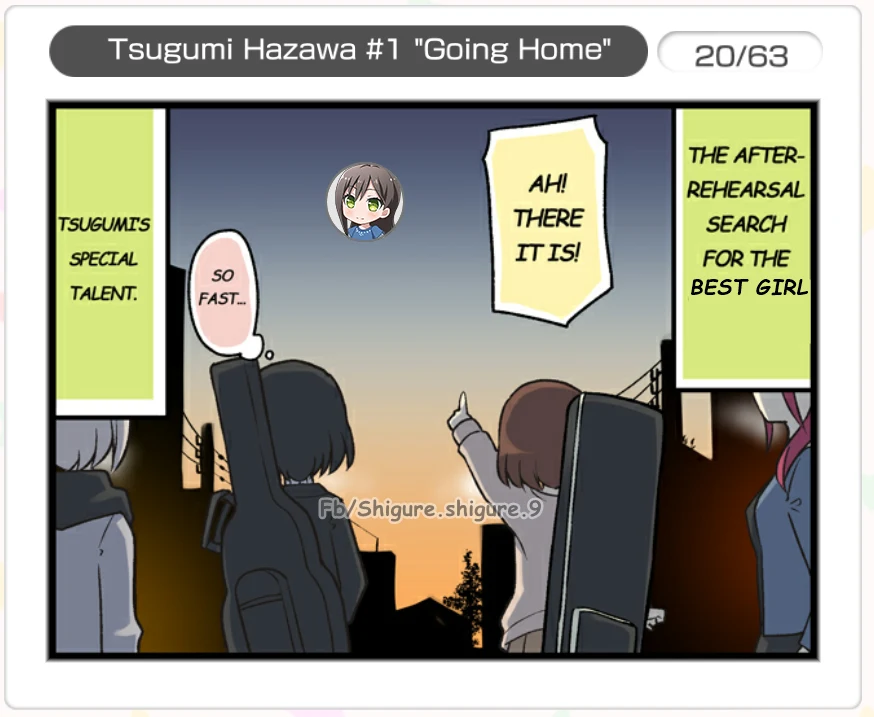 Tsugumi Hazawa #1 "Going Home"
20/63
THE AFTER-
REHEARSAL
SEARCH
FOR THE
BEST GIRL
AH!
THERE
IT IS!
SO
FAST...
TSUGUMI'S
SPECIAL
TALENT.
Fb/Shigure.shigure.9